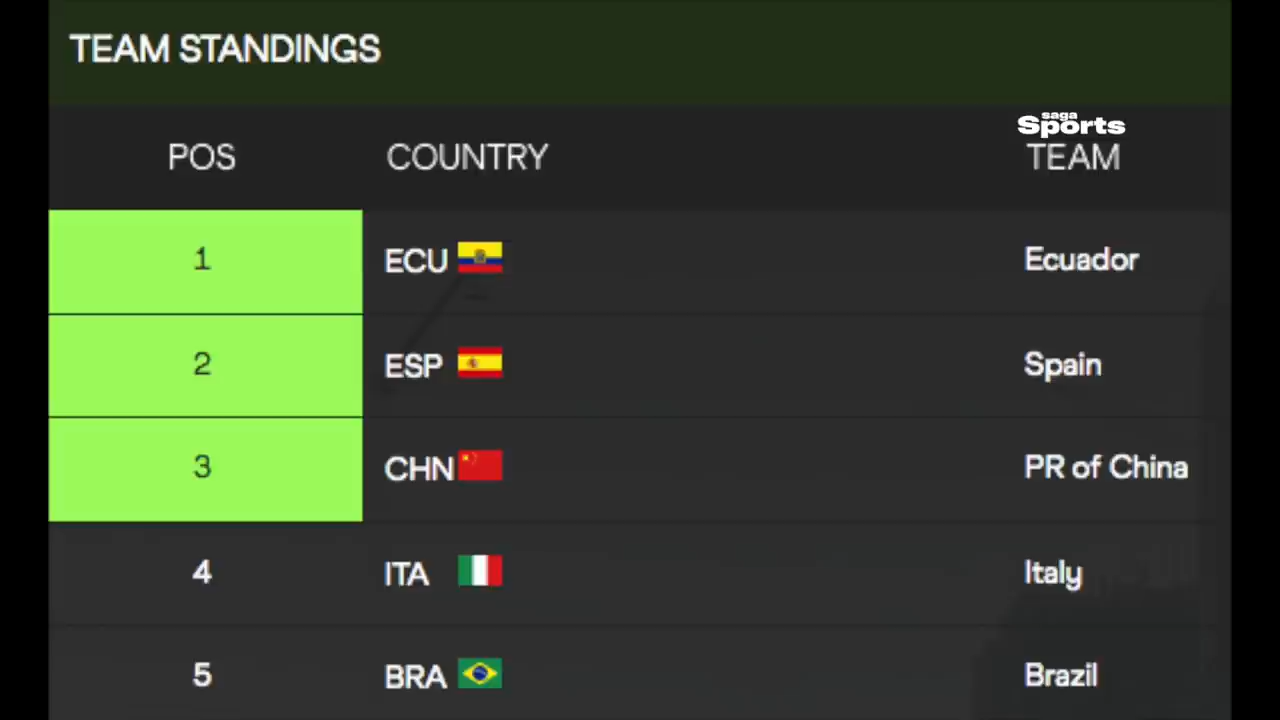 TEAM STANDINGS
saga
Sports
POS COUNTRY TEAM
1 ECU Ecuador
2 ESP Spain
3 CHN PR of China
4 ITA Italy
5 BRA Brazil